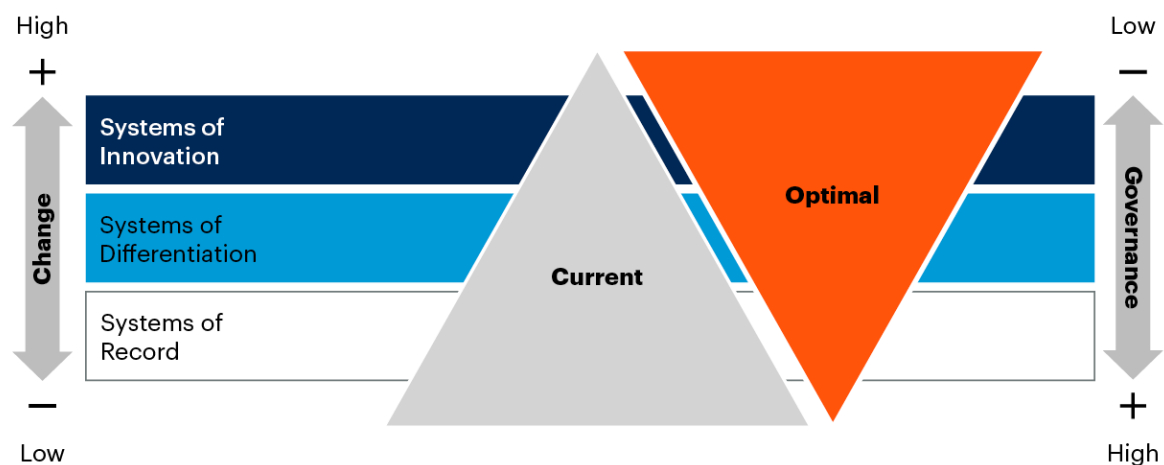 High
Low
+
−
Systems of
Innovation
Optimal
Change
Governance
Systems of
Differentiation
Current
Systems of
Record
−
+
Low
High